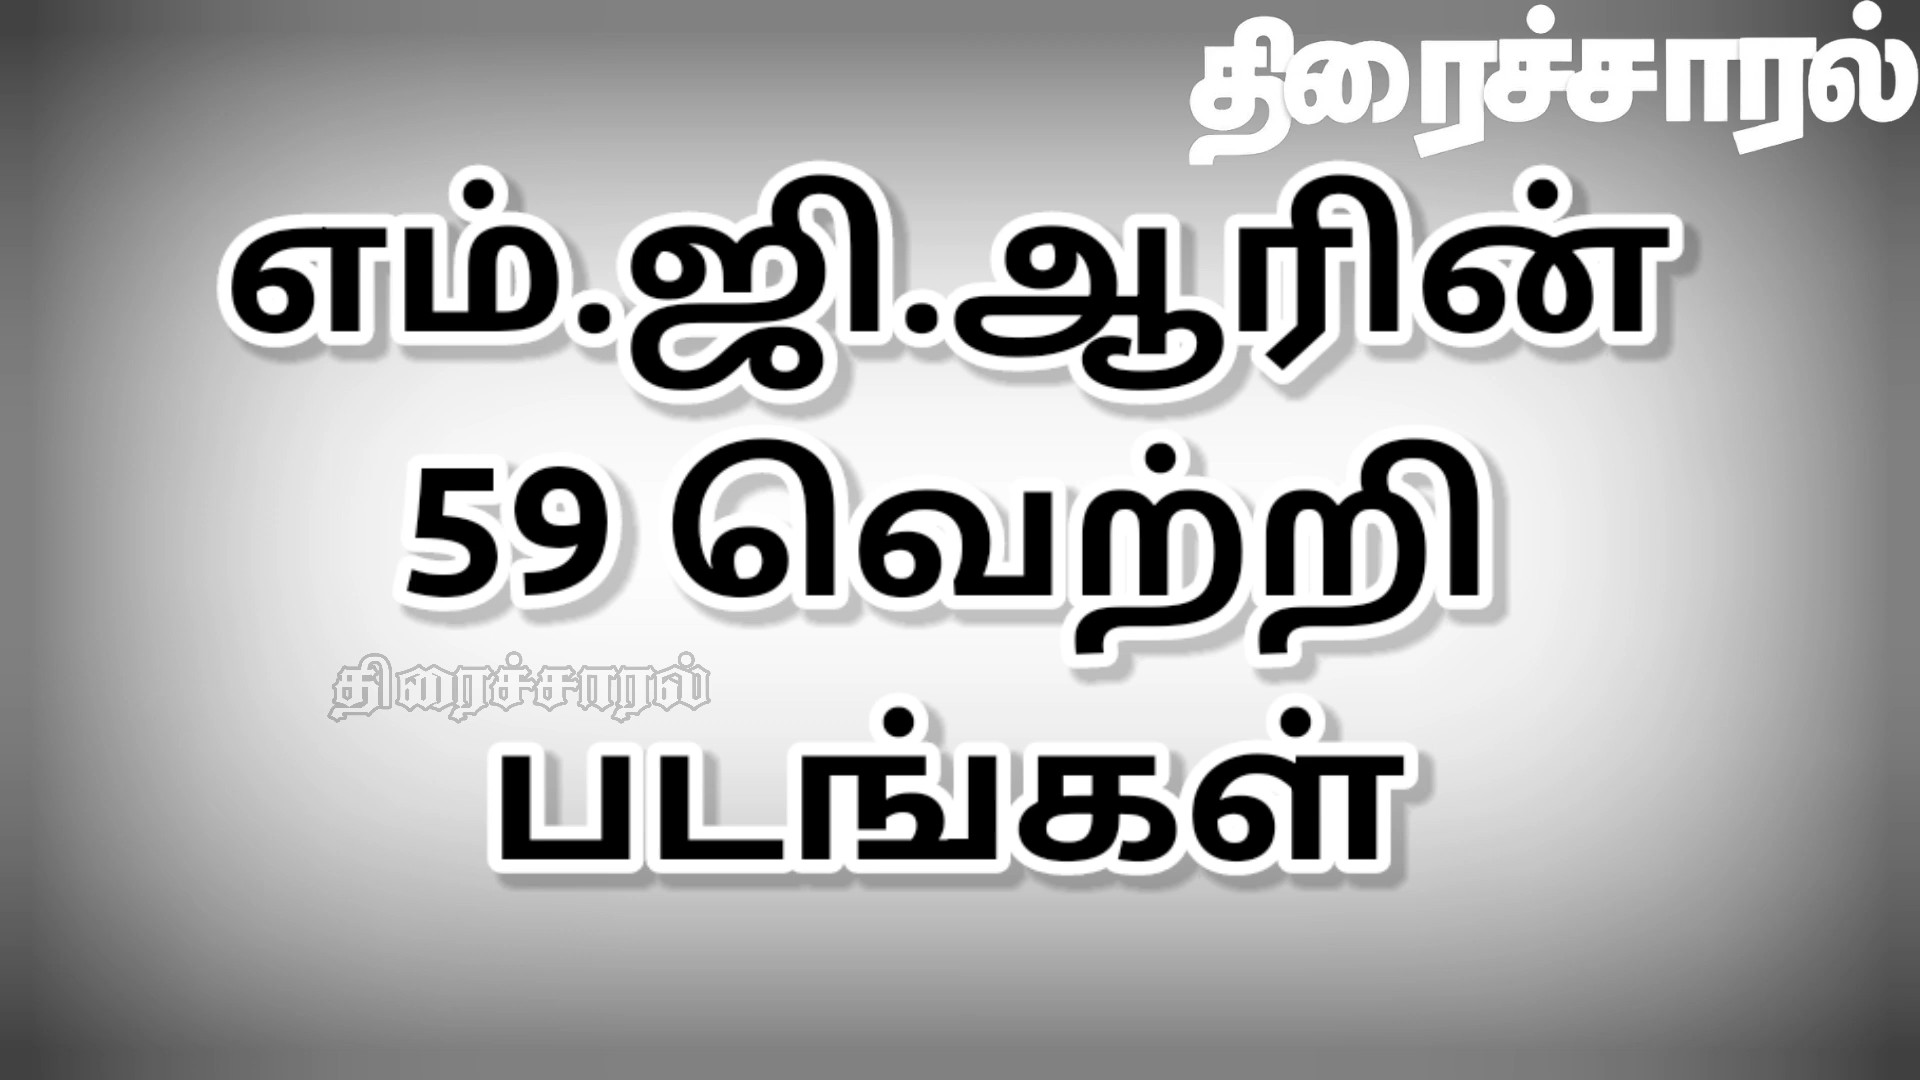 திரைச்சாரல்
எம்.ஜி.ஆரின்
59 வெற்றி
திரைச்சாரல்
படங்கள்